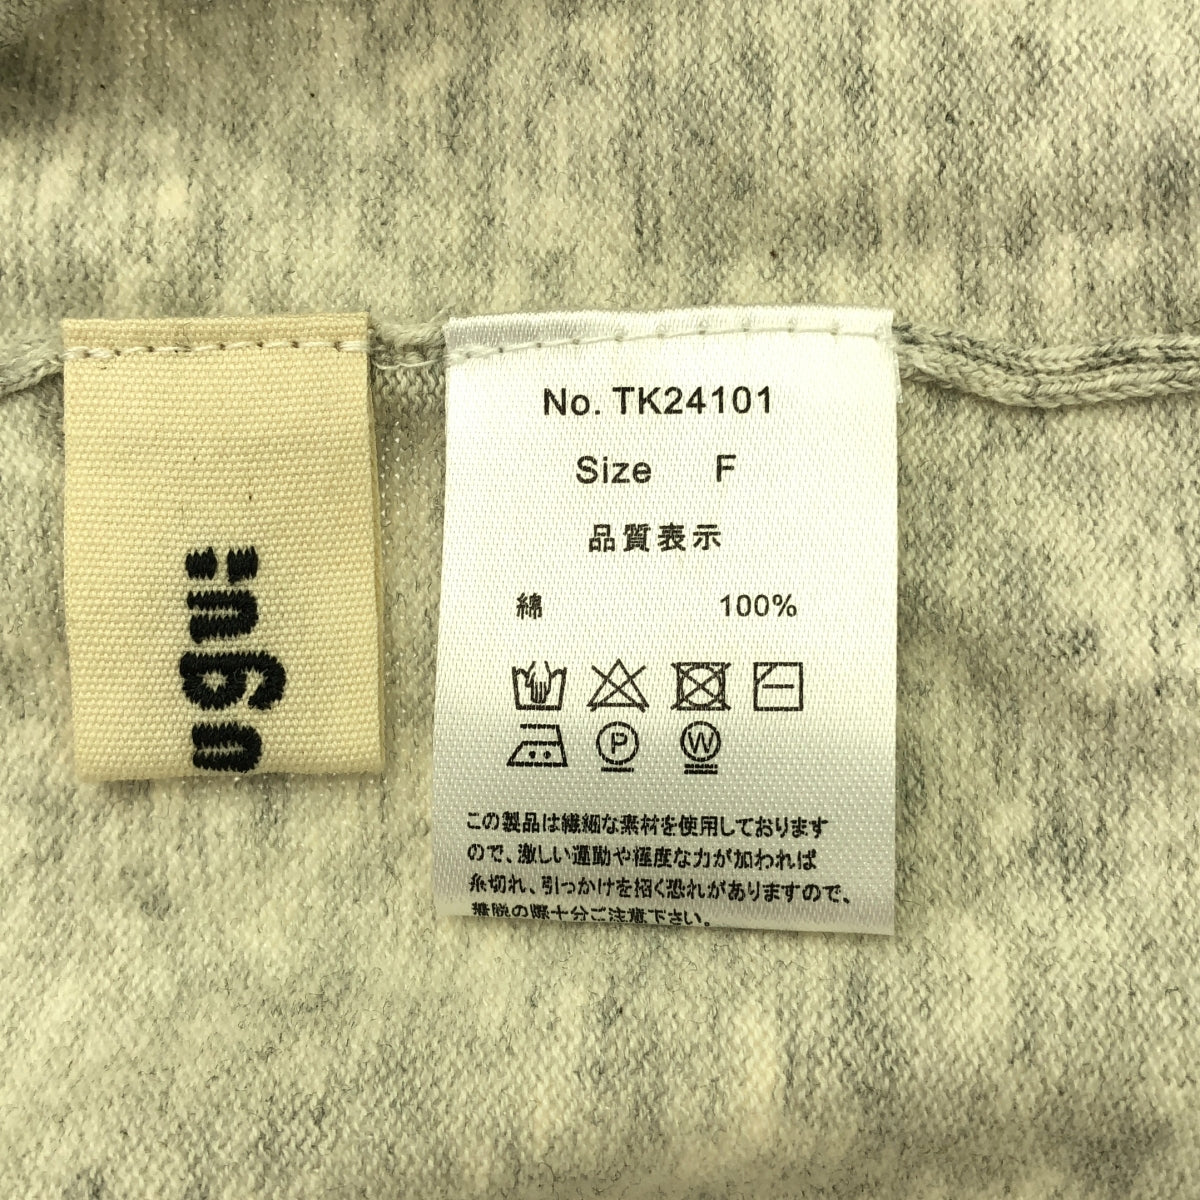 ugu:
No. TK24101
Size F
品質表示
綿 100%
P W
この製品は繊細な素材を使用しております
ので、激しい運動や極度な力が加われば
糸切れ、引っかけを招く恐れがありますので、
着脱の際十分ご注意下さい。